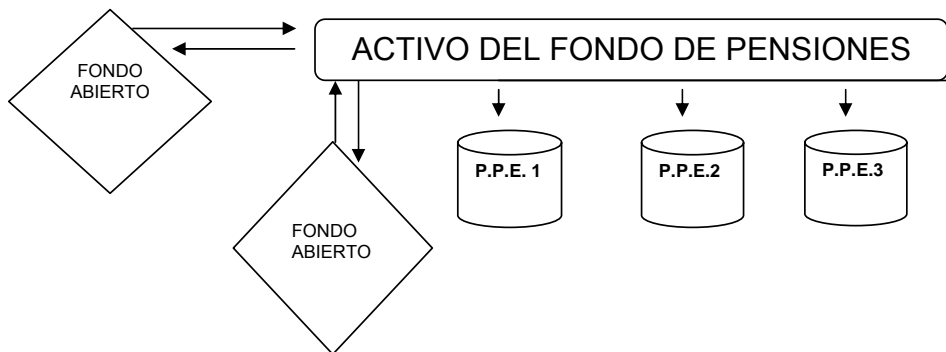 ACTIVO DEL FONDO DE PENSIONES
FONDO
ABIERTO
P.P.E. 1
P.P.E.2
P.P.E.3
FONDO
ABIERTO